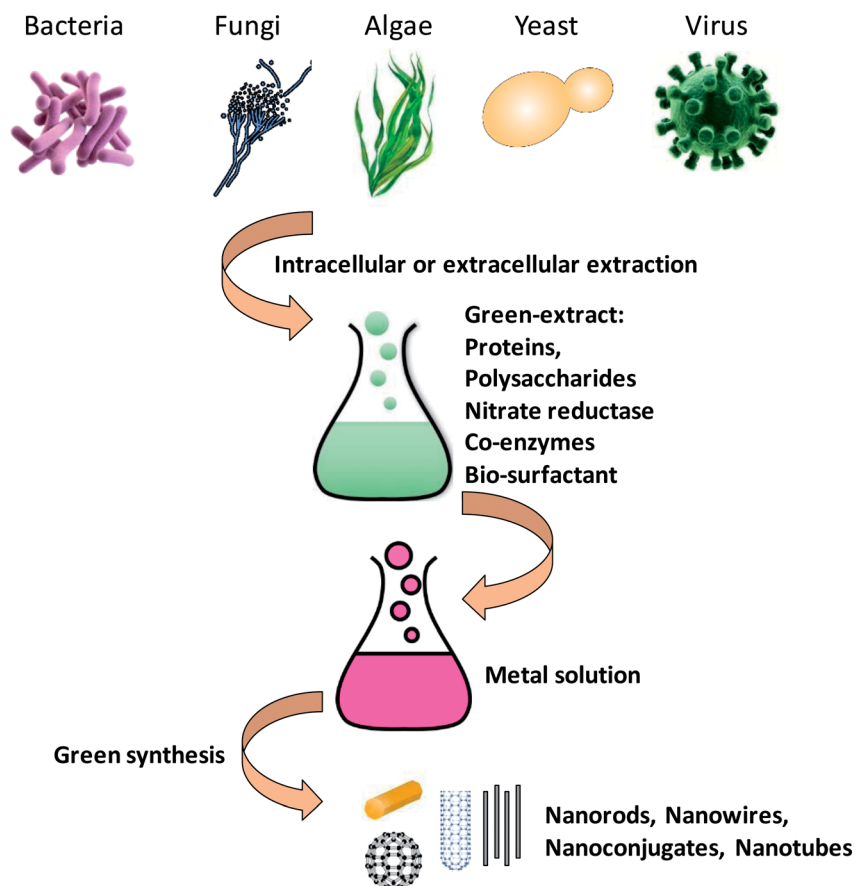 Bacteria Fungi Algae Yeast Virus
Intracellular or extracellular extraction
Green-extract:
Proteins,
Polysaccharides
Nitrate reductase
Co-enzymes
Bio-surfactant
Metal solution
Green synthesis
Nanorods, Nanowires,
Nanoconjugates, Nanotubes